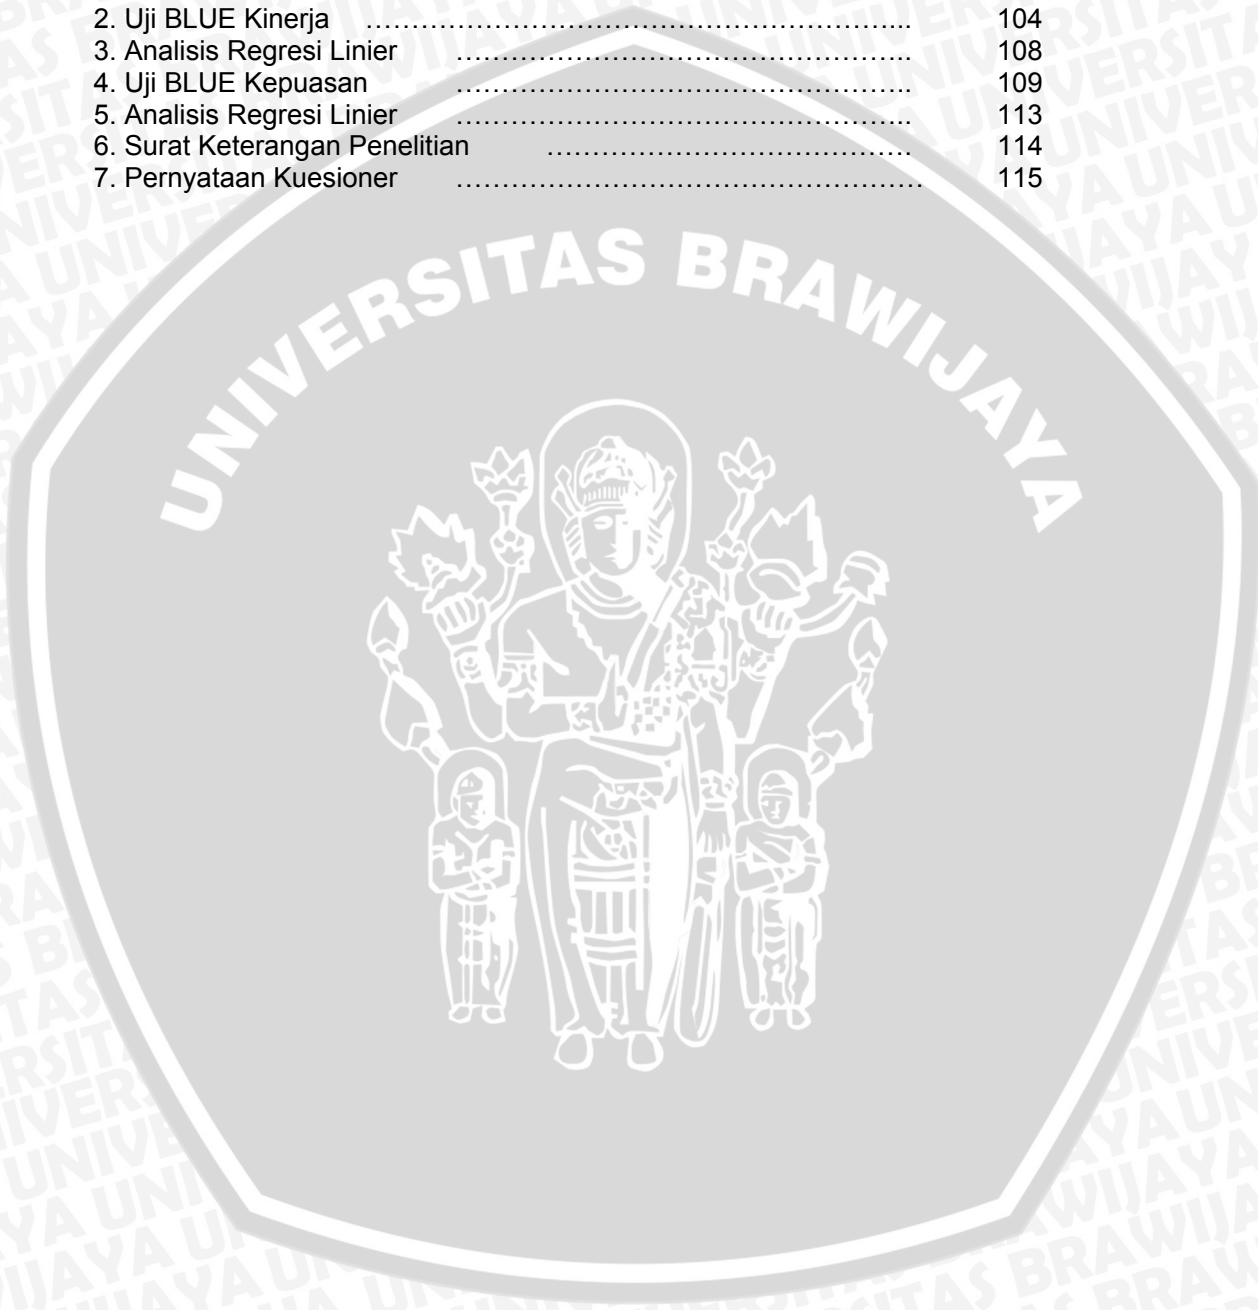 2. Uji BLUE Kinerja ………………………………………………….. 104
3. Analisis Regresi Linier ………………………………………….. 108
4. Uji BLUE Kepuasan …………………………………………. 109
5. Analisis Regresi Linier ………………………………………….. 113
6. Surat Keterangan Penelitian …………………………………. 114
7. Pernyataan Kuesioner …………………………………………… 115
UNIVERSITAS BRAWIJAYA